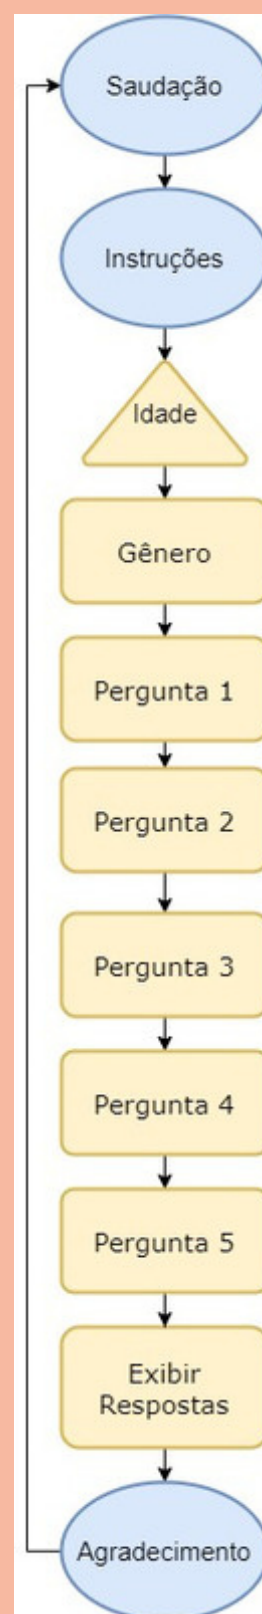 Saudação
Instruções
Idade
Gênero
Pergunta 1
Pergunta 2
Pergunta 3
Pergunta 4
Pergunta 5
Exibir
Respostas
Agradecimento